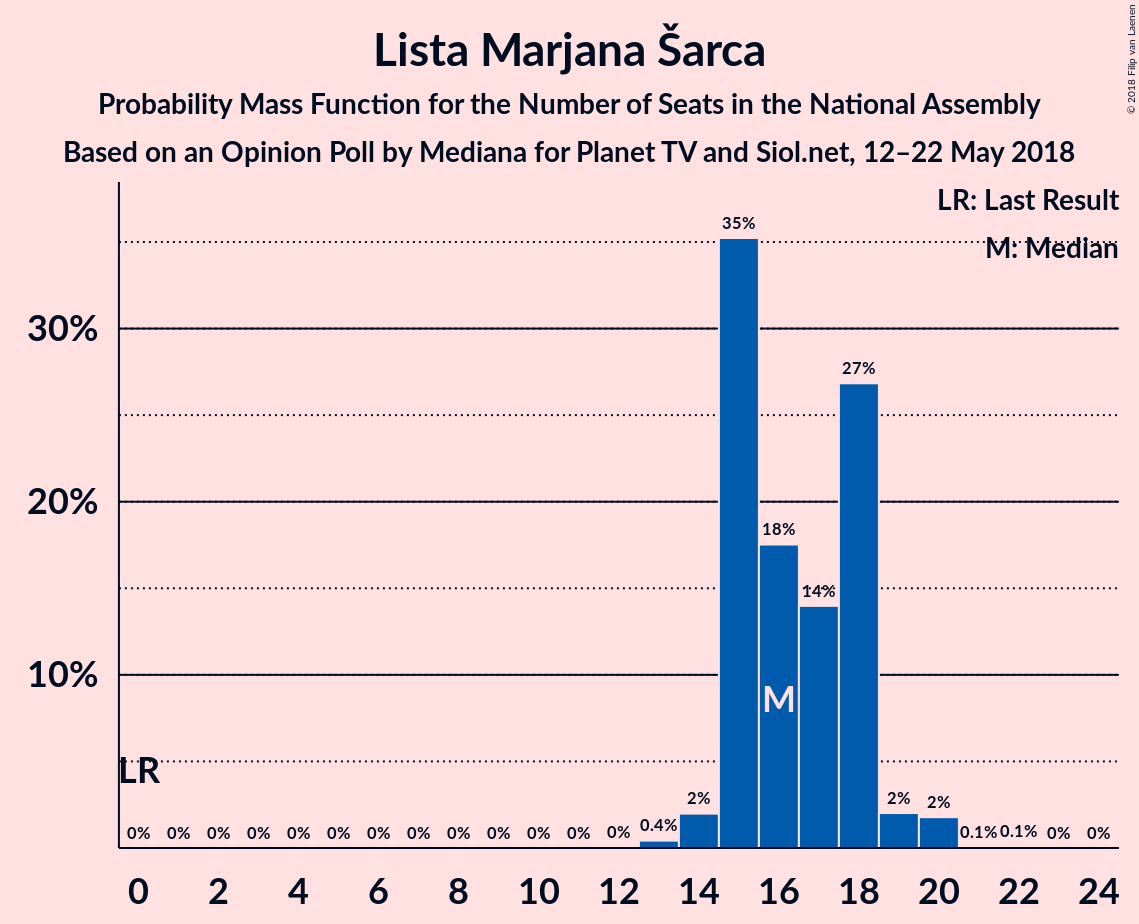 Lista Marjana Šarca
Probability Mass Function for the Number of Seats in the National Assembly
Based on an Opinion Poll by Mediana for Planet TV and Siol.net, 12–22 May 2018
© 2018 Filip van Laenen
LR: Last Result
M: Median
35%
30%
27%
20%
18%
14%
10%
M
LR
0% 0% 0% 0% 0% 0% 0% 0% 0% 0% 0% 0% 0% 0.4% 2% 2% 2% 0.1% 0.1% 0% 0%
0 2 4 6 8 10 12 14 16 18 20 22 24